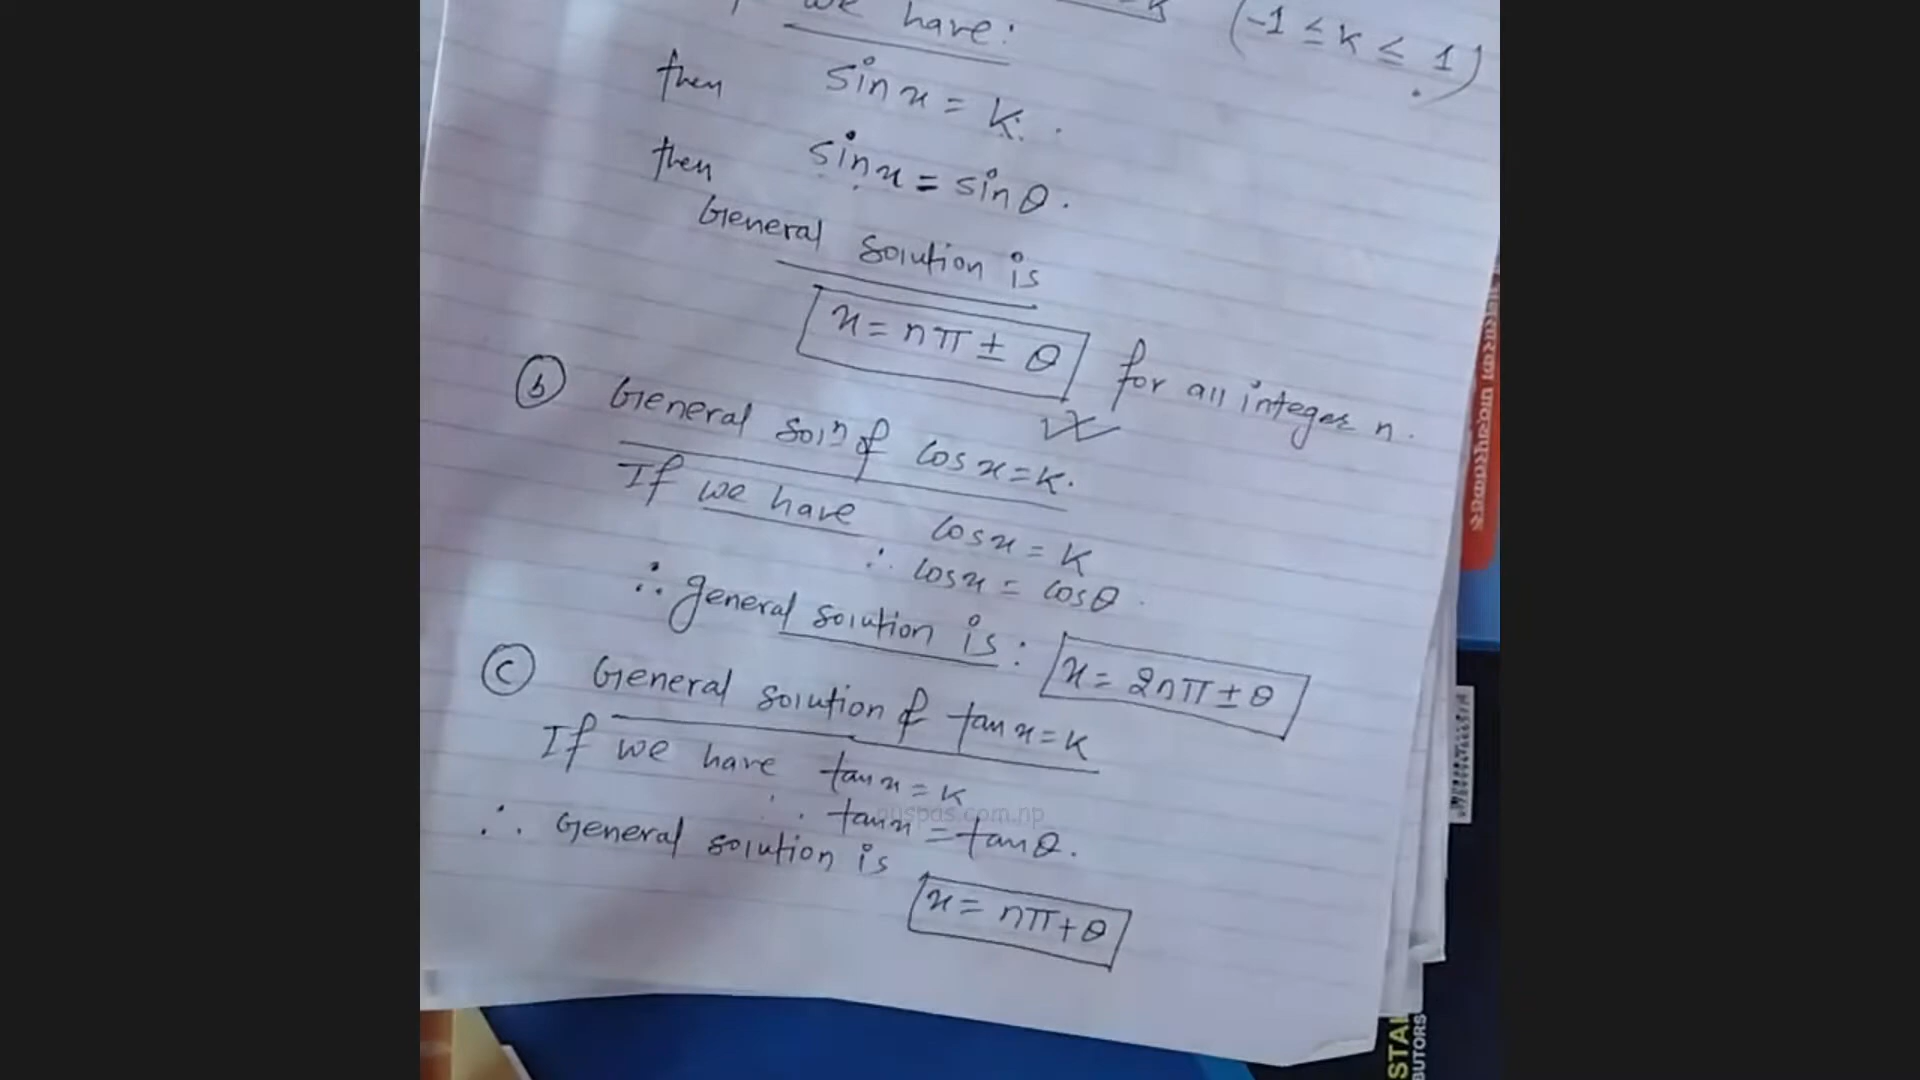 we have: (-1 ≤ x ≤ 1)
then sin x = k.
then sin x = sin θ.
General solution is
x = nπ ± θ for all integer n.
(b) General solⁿ of cos x = k.
If we have cos x = k
∴ cos x = cos θ.
∴ general solution is: x = 2nπ ± θ
(c) General solution of tan x = k
If we have tan x = k
∴ tan x = tan θ.
∴ General solution is
x = nπ + θ
STAL
BUTORS